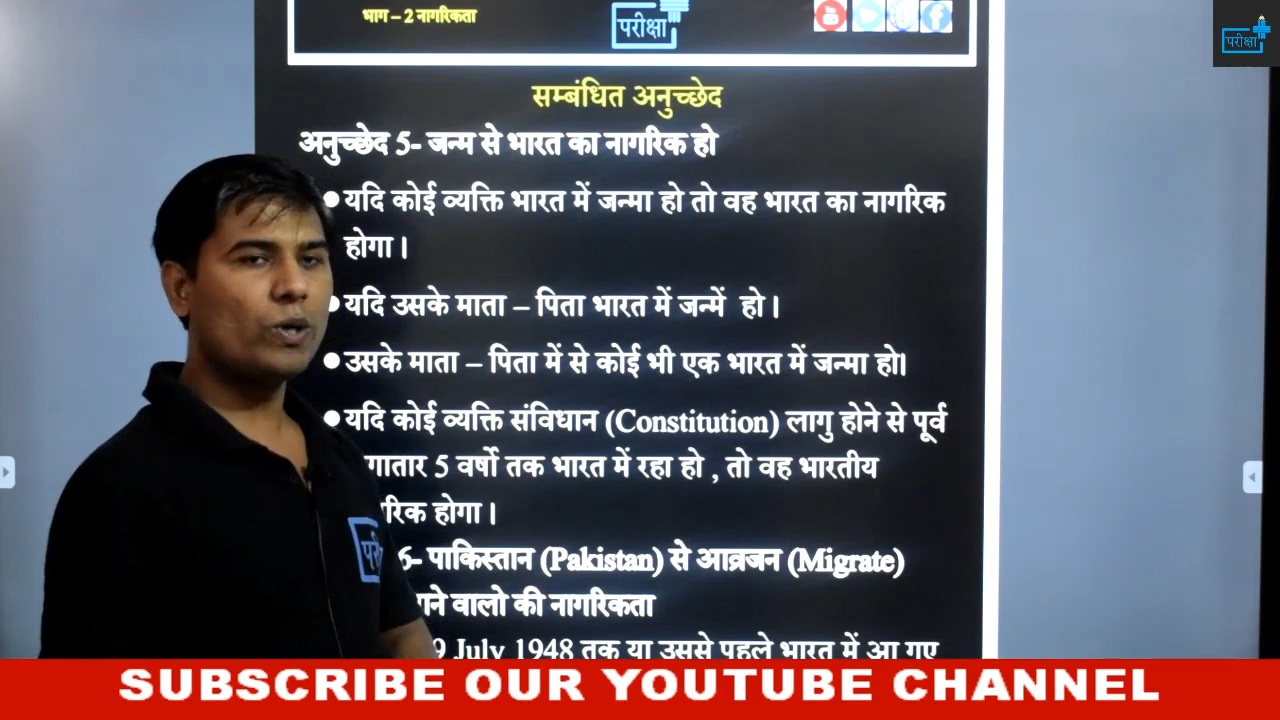 भाग – 2 नागरिकता
परीक्षा
परीक्षा
सम्बंधित अनुच्छेद
अनुच्छेद 5- जन्म से भारत का नागरिक हो
यदि कोई व्यक्ति भारत में जन्मा हो तो वह भारत का नागरिक
होगा।
यदि उसके माता – पिता भारत में जन्में हो।
उसके माता – पिता में से कोई भी एक भारत में जन्मा हो।
यदि कोई व्यक्ति संविधान (Constitution) लागु होने से पूर्व
गातार 5 वर्षो तक भारत में रहा हो , तो वह भारतीय
रिक होगा।
6- पाकिस्तान (Pakistan) से आव्रजन (Migrate)
वालो की नागरिकता
9 July 1948 तक या उससे पहले भारत में आ गए
SUBSCRIBE OUR YOUTUBE CHANNEL